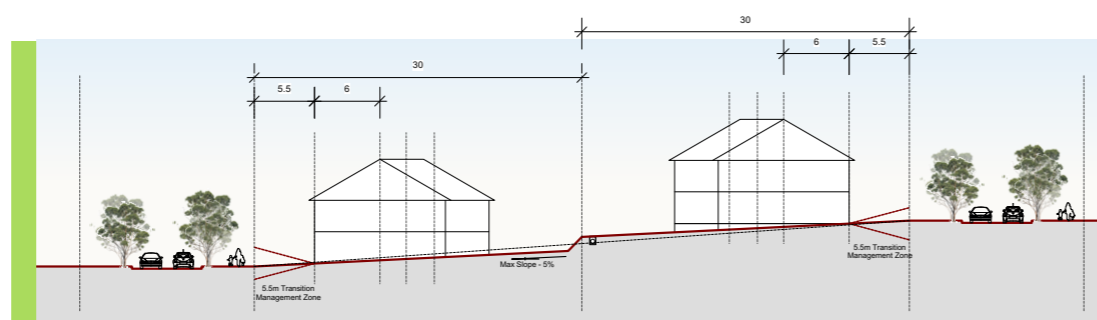 30
6 5.5
30
5.5 6
Max Slope - 5%
5.5m Transition
Management Zone
5.5m Transition
Management Zone